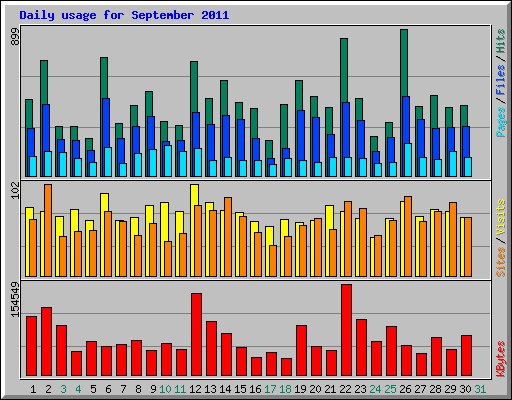 Daily usage for September 2011
899
Pages / Files / Hits
102
Sites / Visits
154549
KBytes
1 2 3 4 5 6 7 8 9 10 11 12 13 14 15 16 17 18 19 20 21 22 23 24 25 26 27 28 29 30 31